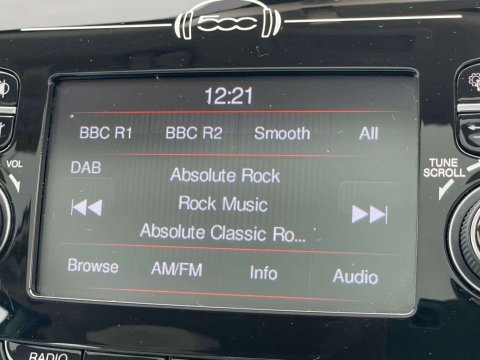 500
12:21
BBC R1 BBC R2 Smooth All
DAB
Absolute Rock
Rock Music
Absolute Classic Ro...
Browse AM/FM Info Audio
VOL
TUNE
SCROLL
RADIO